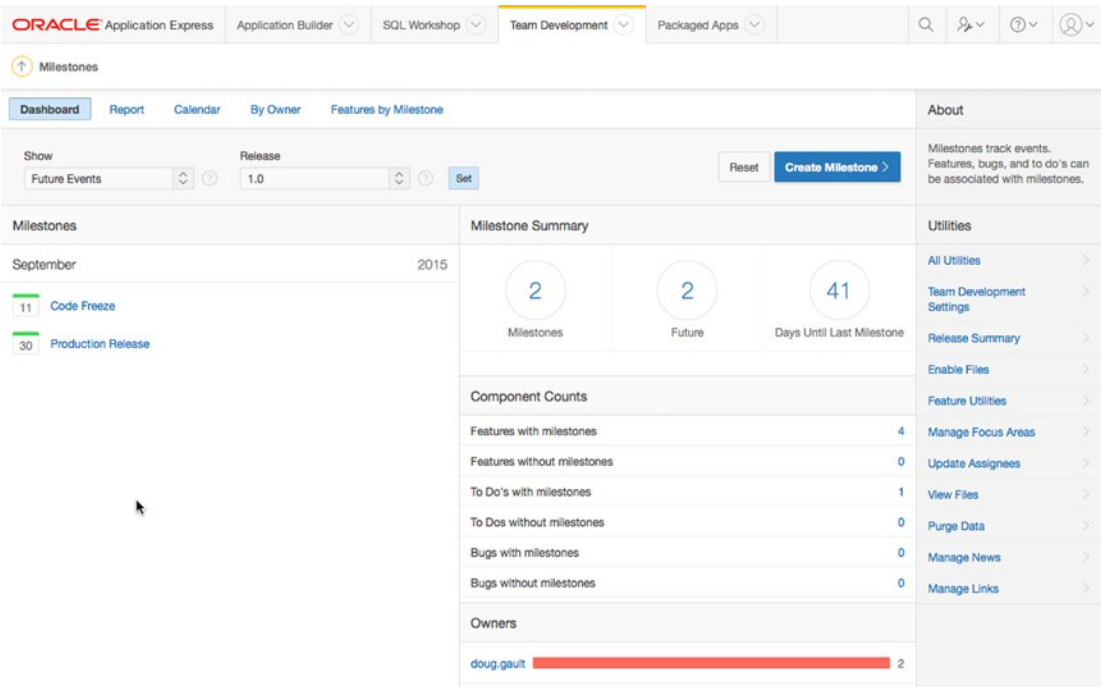 ORACLE Application Express
Application Builder
SQL Workshop
Team Development
Packaged Apps
Milestones
Dashboard
Report
Calendar
By Owner
Features by Milestone
Show
Future Events
Release
1.0
Set
Reset
Create Milestone >
Milestones
September 2015
11 Code Freeze
30 Production Release
Milestone Summary
2
Milestones
2
Future
41
Days Until Last Milestone
Component Counts
Features with milestones 4
Features without milestones 0
To Do's with milestones 1
To Dos without milestones 0
Bugs with milestones 0
Bugs without milestones 0
Owners
doug.gault 2
About
Milestones track events.
Features, bugs, and to do's can
be associated with milestones.
Utilities
All Utilities
Team Development
Settings
Release Summary
Enable Files
Feature Utilities
Manage Focus Areas
Update Assignees
View Files
Purge Data
Manage News
Manage Links